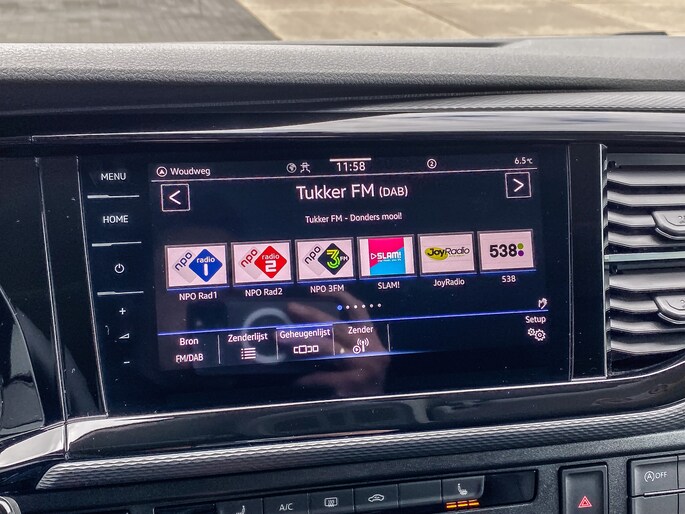 Woudweg 11:58 2 6.5°C
MENU
HOME
+
-
< Tukker FM (DAB) >
Tukker FM - Donders mooi!
npo radio 1
npo radio 2
npo 3FM
SLAM!
JoyRadio
538
NPO Rad1 NPO Rad2 NPO 3FM SLAM! JoyRadio 538
Bron Zenderlijst Geheugenlijst Zender Setup
FM/DAB
A/C
A OFF